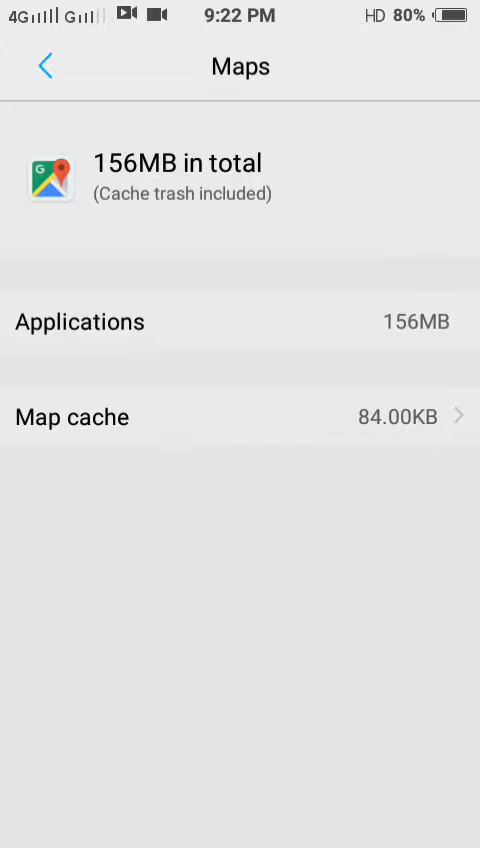 4G G 9:22 PM HD 80%
Maps
G
156MB in total
(Cache trash included)
Applications 156MB
Map cache 84.00KB